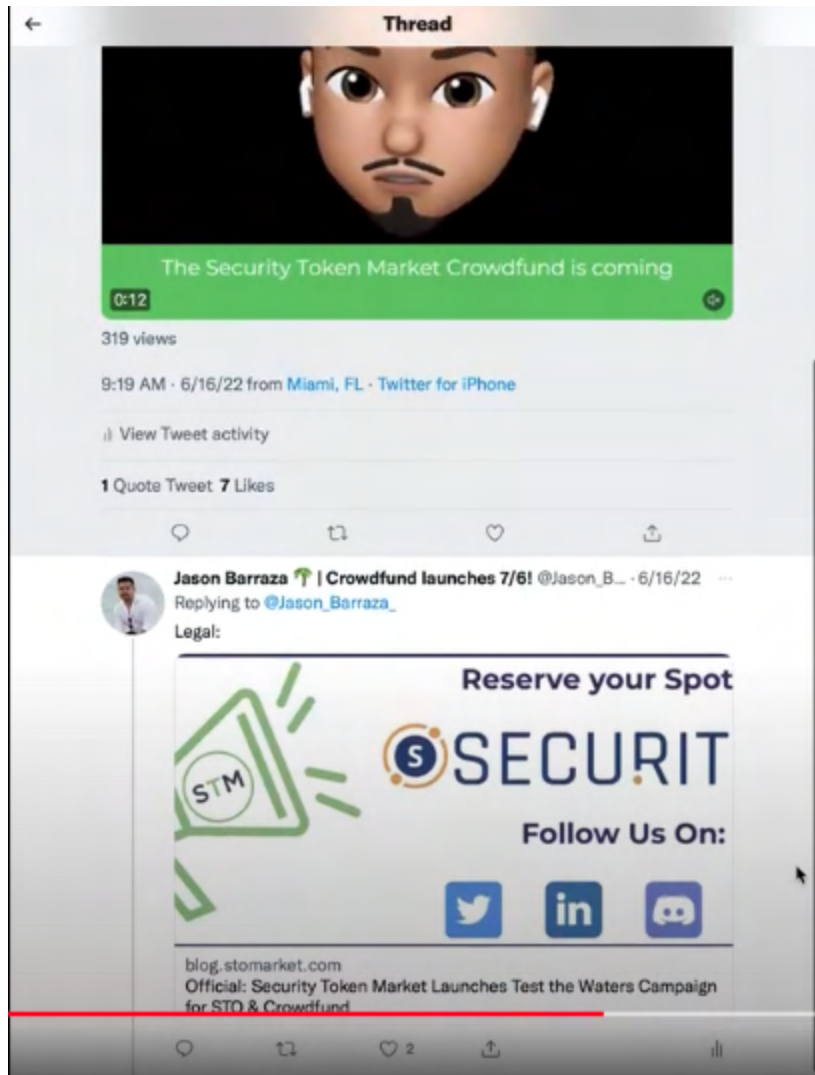 Thread
The Security Token Market Crowdfund is coming
0:12
319 views
9:19 AM · 6/16/22 from Miami, FL · Twitter for iPhone
View Tweet activity
1 Quote Tweet 7 Likes
Jason Barraza 🌴 | Crowdfund launches 7/6! @Jason_B... · 6/16/22 ...
Replying to @Jason_Barraza_
Legal:
Reserve your Spot
STM
S SECURIT
Follow Us On:
in
blog.stomarket.com
Official: Security Token Market Launches Test the Waters Campaign
for STO & Crowdfund
2